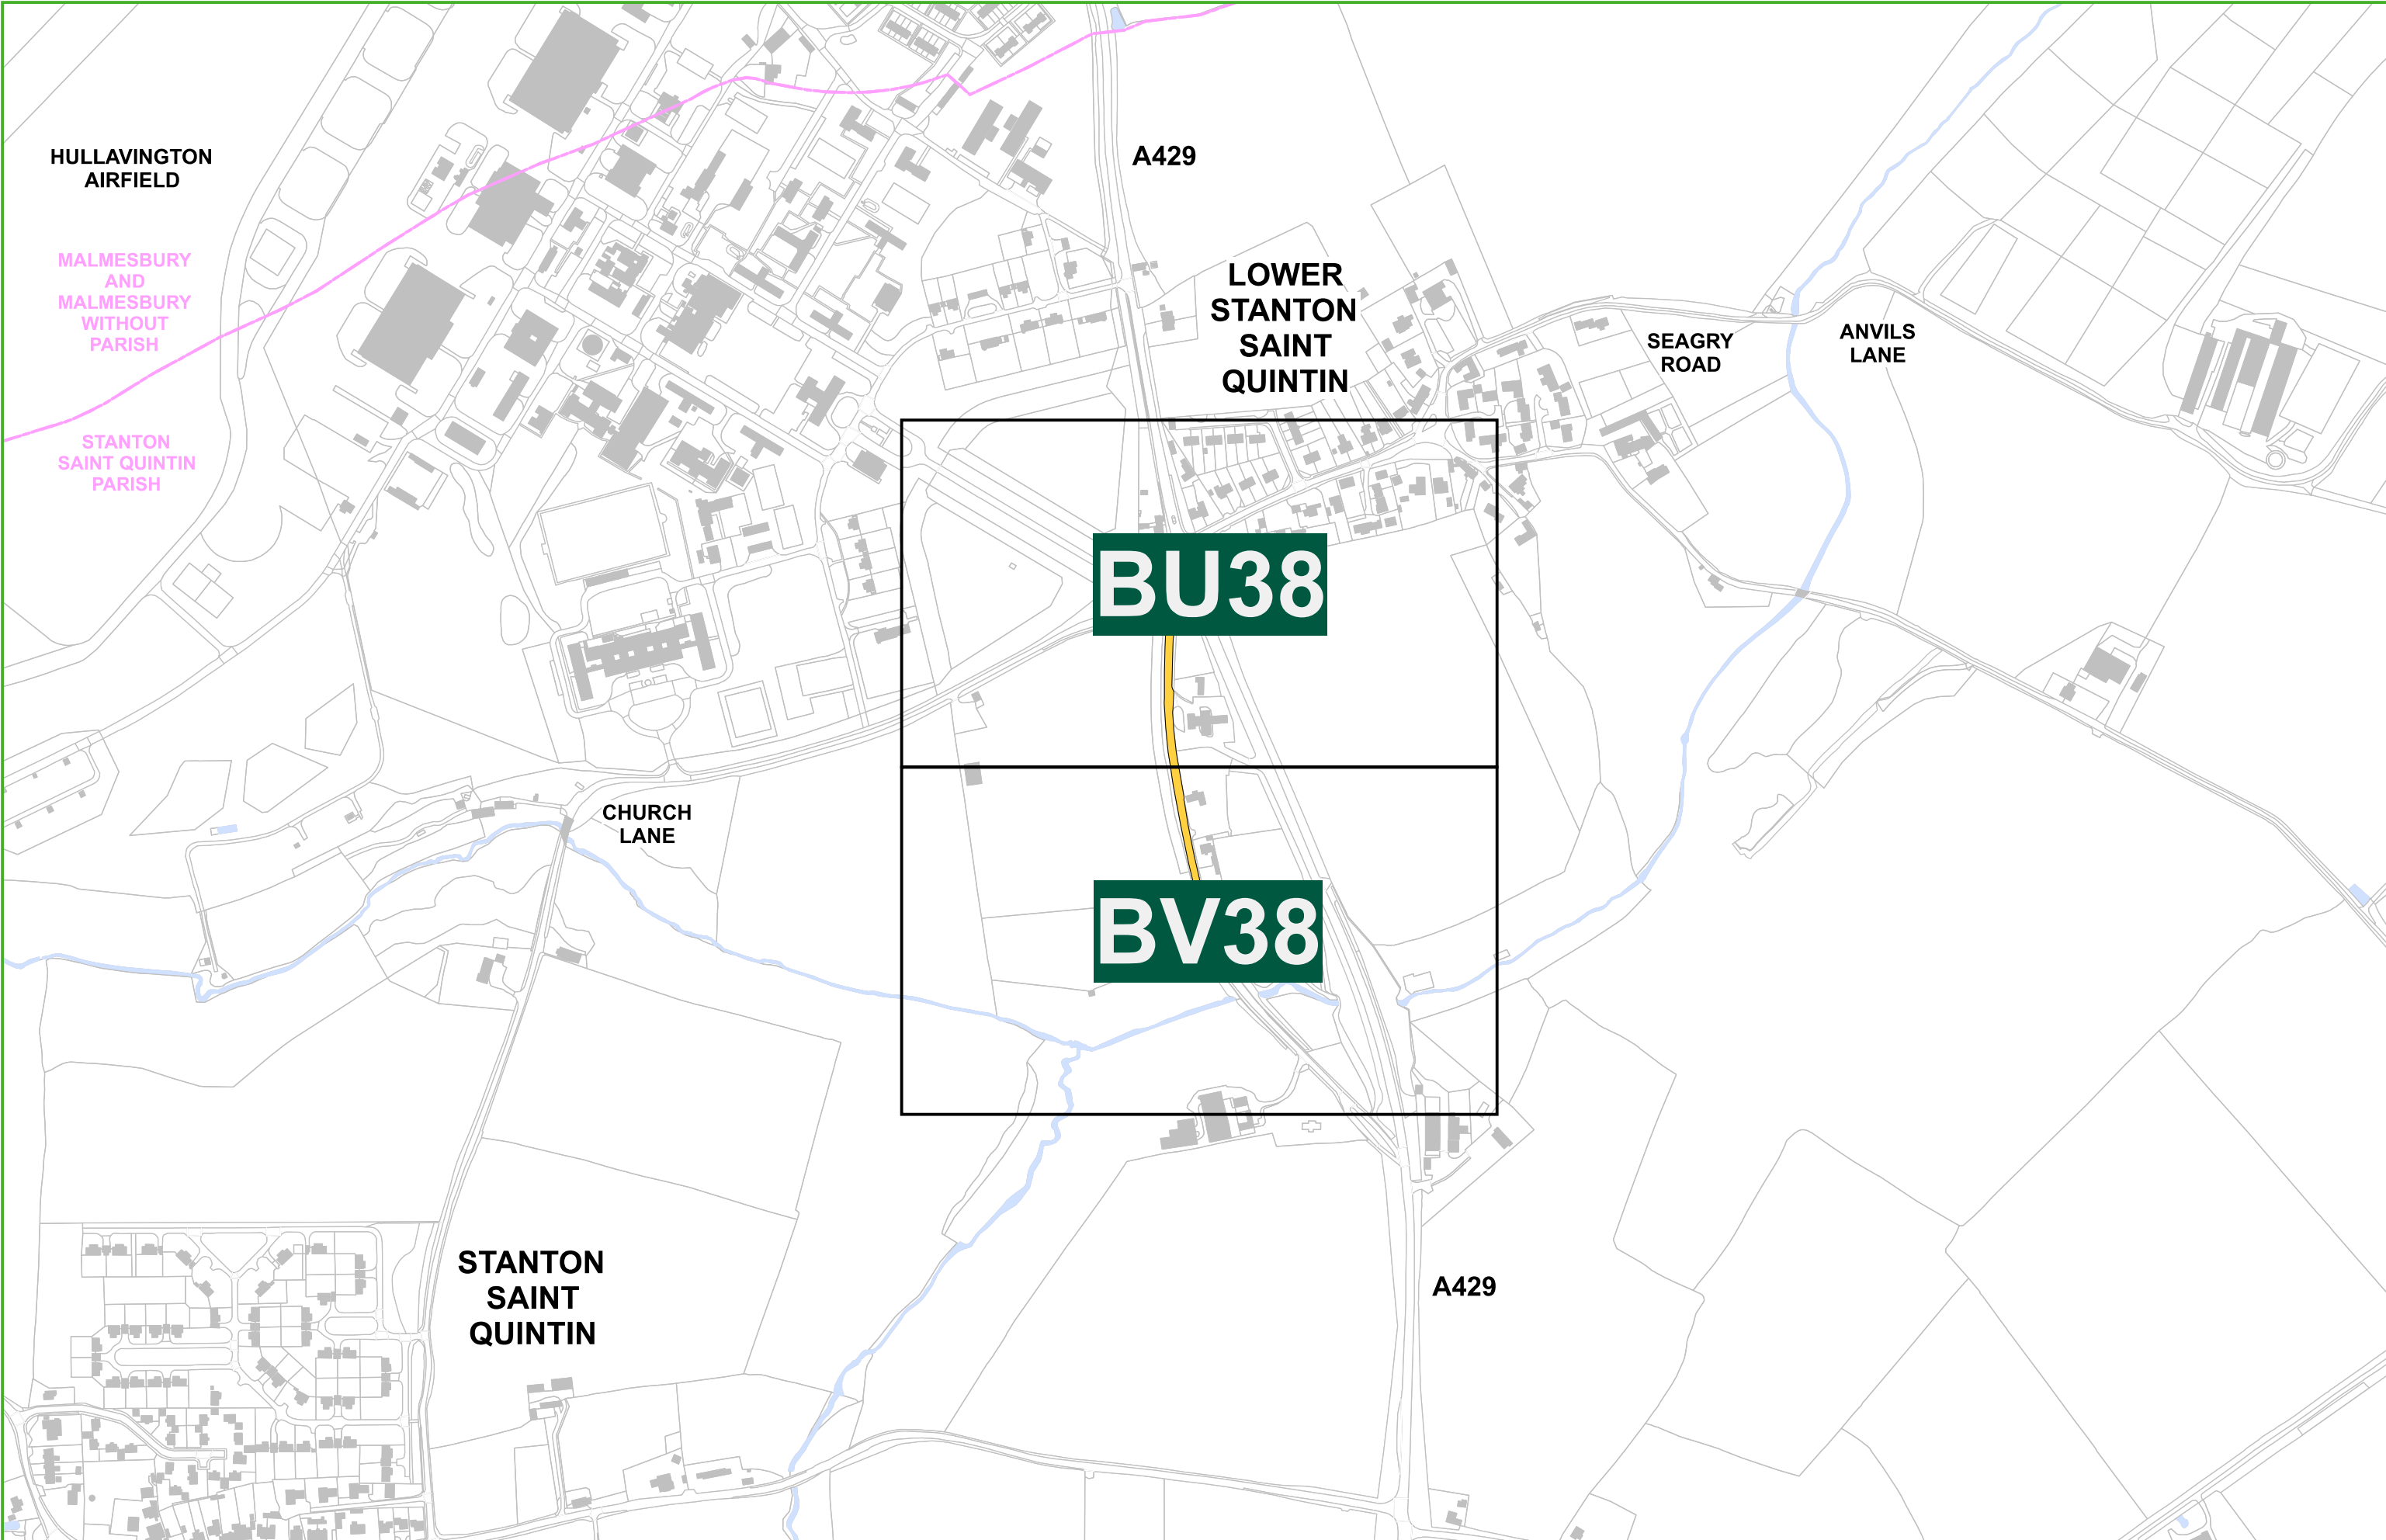 A429
HULLAVINGTON
AIRFIELD
MALMESBURY
AND
MALMESBURY
WITHOUT
PARISH
LOWER
STANTON
SAINT
QUINTIN
SEAGRY
ROAD
ANVILS
LANE
STANTON
SAINT QUINTIN
PARISH
BU38
CHURCH
LANE
BV38
STANTON
SAINT
QUINTIN
A429